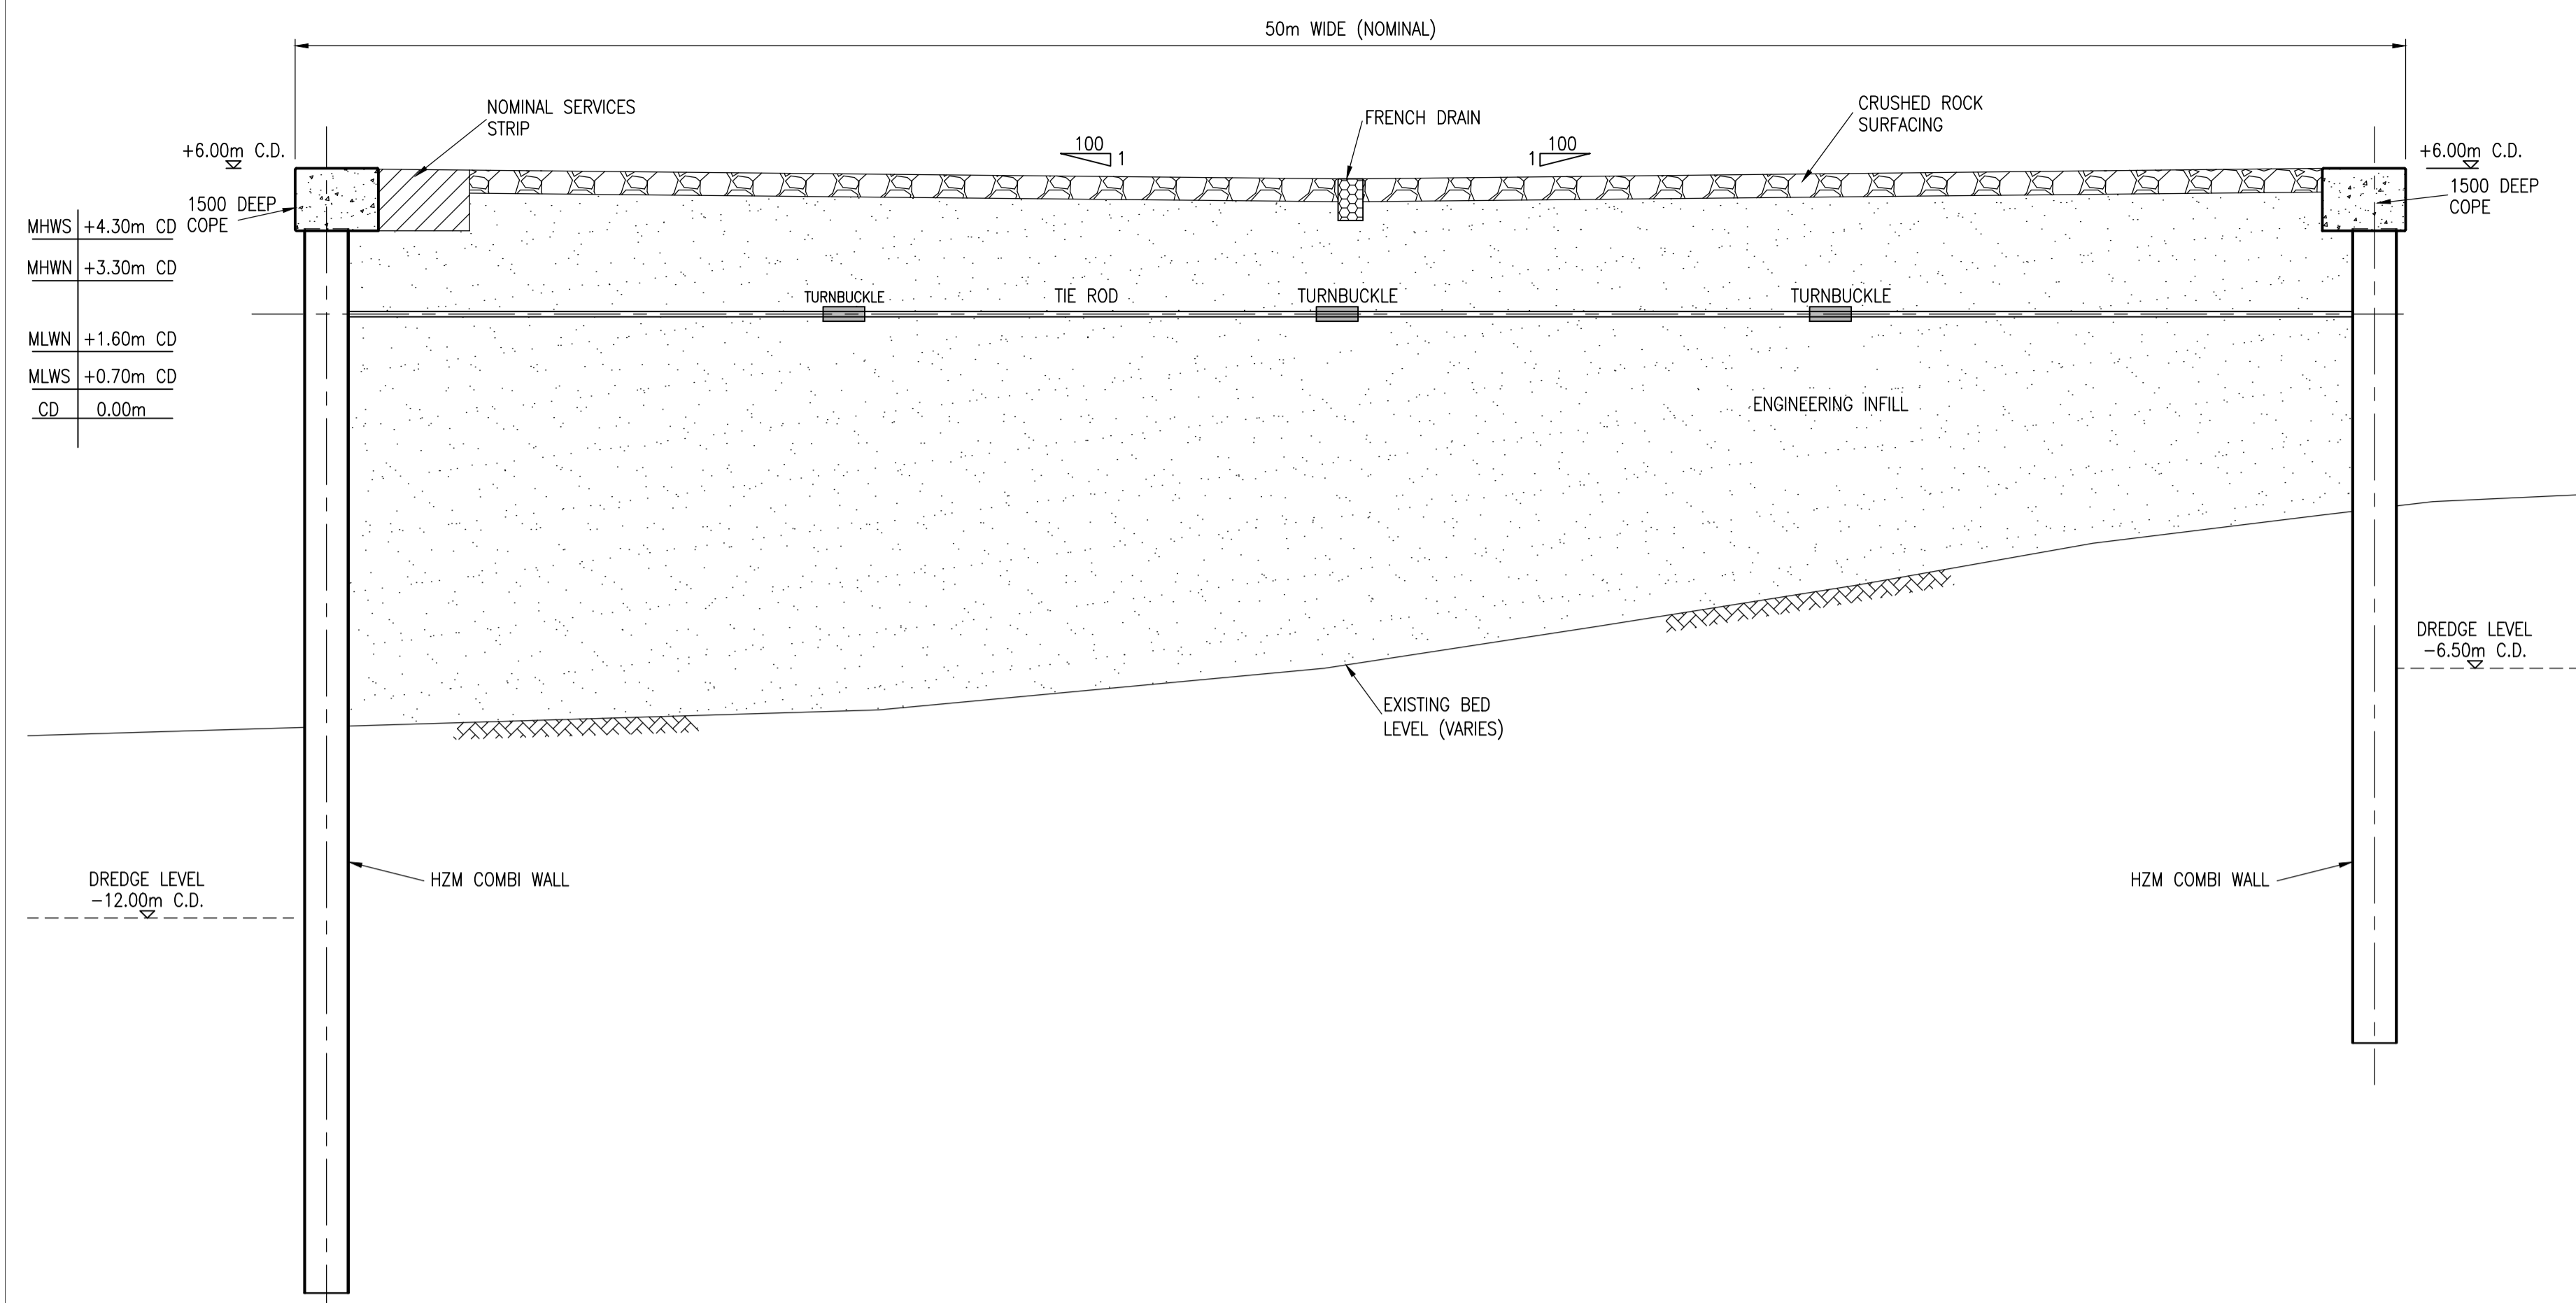 50m WIDE (NOMINAL)
NOMINAL SERVICES
STRIP
FRENCH DRAIN
CRUSHED ROCK
SURFACING
100
1
100
1
+6.00m C.D.
+6.00m C.D.
1500 DEEP
COPE
1500 DEEP
COPE
MHWS +4.30m CD
MHWN +3.30m CD
MLWN +1.60m CD
MLWS +0.70m CD
CD 0.00m
TURNBUCKLE
TIE ROD
TURNBUCKLE
TURNBUCKLE
ENGINEERING INFILL
DREDGE LEVEL
-6.50m C.D.
EXISTING BED
LEVEL (VARIES)
DREDGE LEVEL
-12.00m C.D.
HZM COMBI WALL
HZM COMBI WALL